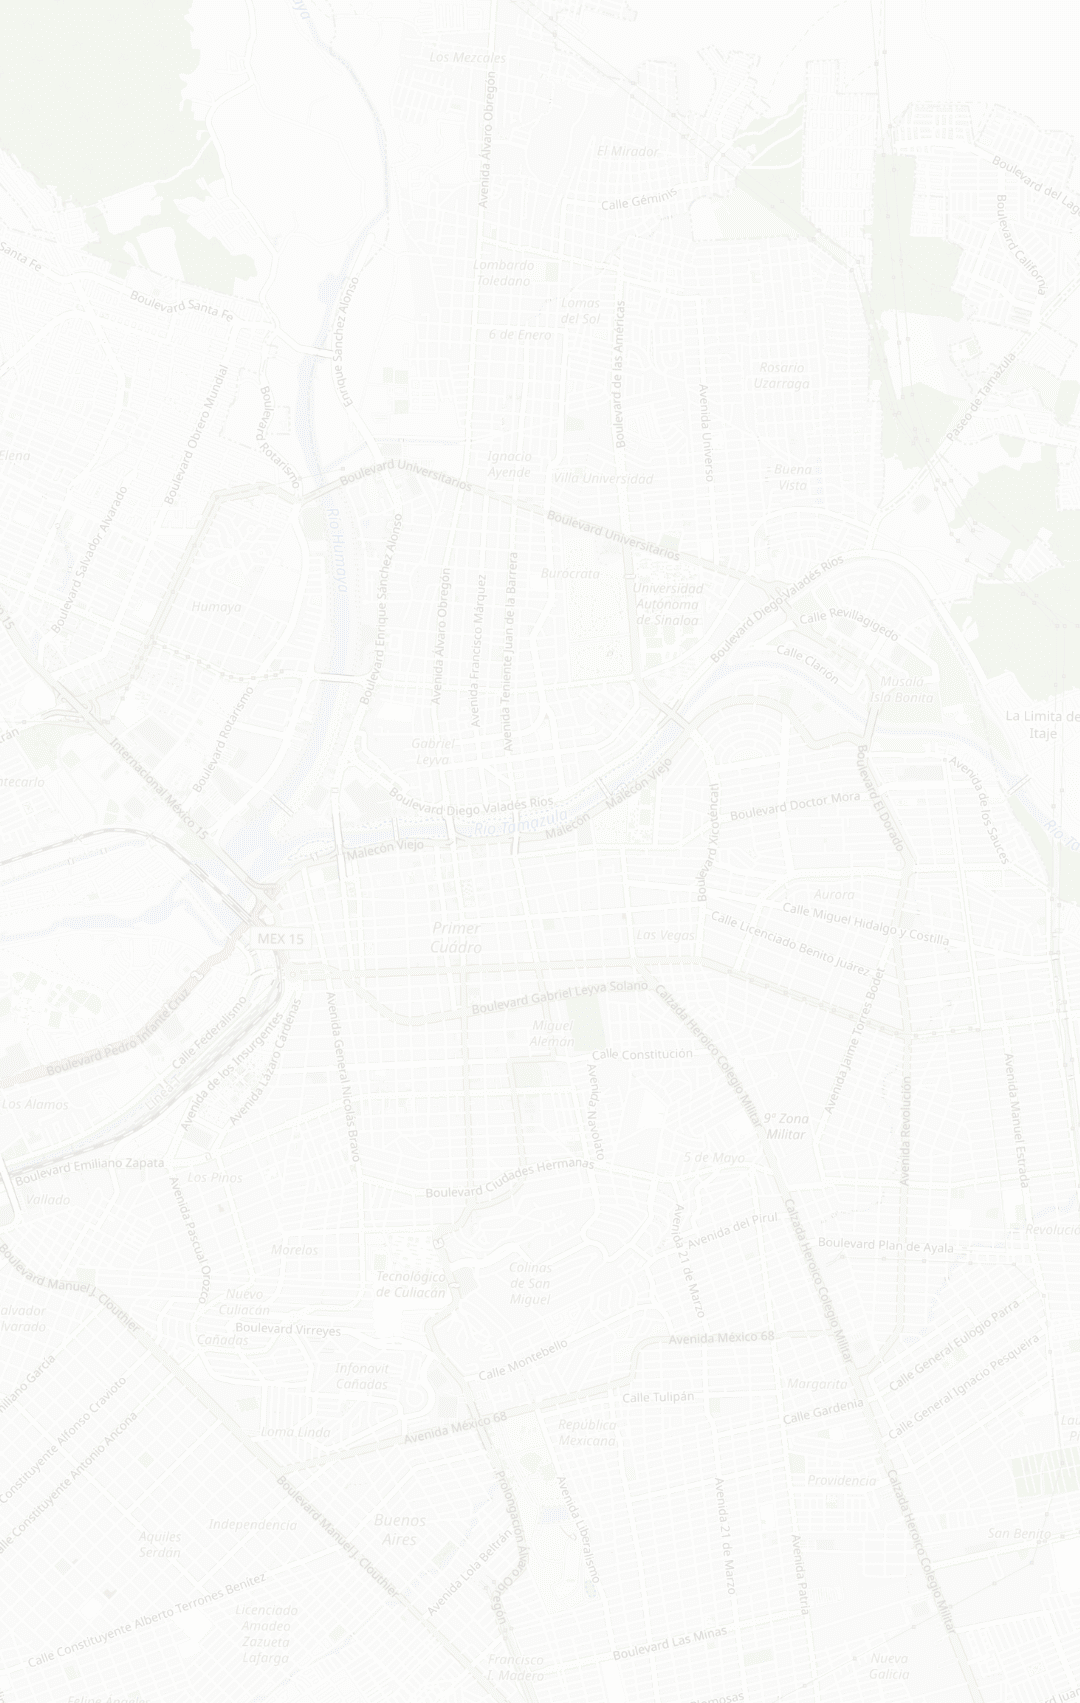 Los Mezcales
Avenida Álvaro Obregón
El Mirador
Calle Géminis
Boulevard del Lago
Boulevard California
Santa Fe
Boulevard Santa Fe
Lombardo
Toledano
Lomas
del Sol
6 de Enero
Enrique Sánchez Alonso
Boulevard de las Américas
Rosario
Uzarraga
Paseo de Tamazula
Boulevard Obrero Mundial
Boulevard Rotarismo
Avenida Universo
Ignacio
Ayende
Villa Universidad
Buena
Vista
Boulevard Universitarios
Boulevard Universitarios
Boulevard Salvador Alvarado
Río Humaya
Boulevard Enrique Sánchez Alonso
Burócrata
Universidad
Autónoma
de Sinaloa
Boulevard Diego Valadés Ríos
Calle Revillagigedo
Calle Clarión
Humaya
Avenida Álvaro Obregón
Avenida Francisco Márquez
Avenida Teniente Juan de la Barrera
Musala
Isla Bonita
La Limita de
Itaje
Boulevard Rotarismo
Internacional México 15
Gabriel
Leyva
Boulevard Diego Valadés Ríos
Río Tamazula
Malecón Viejo
Malecón
Malecón Viejo
Boulevard Xicoténcatl
Boulevard Doctor Mora
Boulevard El Dorado
Avenida de los Sauces
Aurora
Calle Miguel Hidalgo y Costilla
Calle Licenciado Benito Juárez
Las Vegas
Primer
Cuadro
MEX 15
Boulevard Pedro Infante Cruz
Calle Federalismo
Avenida de los Insurgentes
Avenida Lázaro Cárdenas
Avenida General Nicolás Bravo
Boulevard Gabriel Leyva Solano
Miguel
Alemán
Calle Constitución
Avenida Navolato
Calzada Heroico Colegio Militar
Avenida Jaime Torres Bodet
Avenida Revolución
Avenida Manuel Estrada
Los Álamos
9ª Zona
Militar
5 de Mayo
Boulevard Emiliano Zapata
Vallado
Los Pinos
Avenida Pascual Orozco
Boulevard Ciudades Hermanas
Avenida 21 de Marzo
Avenida del Pirul
Boulevard Plan de Ayala
Calzada Heroico Colegio Militar
Morelos
Tecnológico
de Culiacán
Colinas
de San
Miguel
Boulevard Manuel J. Clouthier
Nuevo
Culiacán
Cañadas
Boulevard Virreyes
Infonavit
Cañadas
Calle Montebello
Avenida México 68
Calle General Eulogio Parra
Calle General Ignacio Pesqueira
Margarita
Calle Tulipán
Calle Gardenia
Constituyente Alfonso Cravioto
Constituyente Antonio Ancona
Loma Linda
Avenida México 68
República
Mexicana
Providencia
Boulevard Manuel J. Clouthier
Independencia
Buenos
Aires
Aquiles
Serdán
Avenida Lola Beltrán
Avenida Liberalismo
Avenida 21 de Marzo
Avenida Patria
Calzada Heroico Colegio Militar
San Benito
Calle Constituyente Alberto Terrones Benítez
Licenciado
Amadeo
Zazueta
Lafarga
Francisco
I. Madero
Boulevard Las Minas
Nueva
Galicia